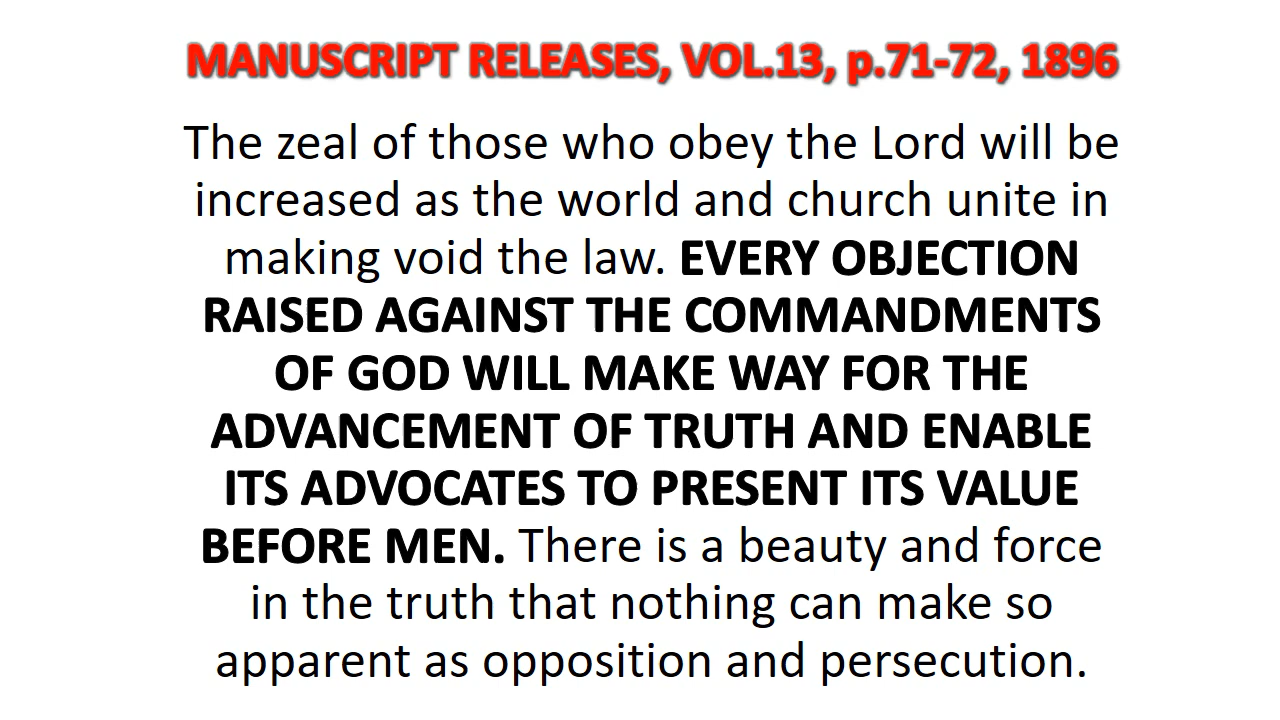 MANUSCRIPT RELEASES, VOL.13, p.71-72, 1896
The zeal of those who obey the Lord will be
increased as the world and church unite in
making void the law. EVERY OBJECTION
RAISED AGAINST THE COMMANDMENTS
OF GOD WILL MAKE WAY FOR THE
ADVANCEMENT OF TRUTH AND ENABLE
ITS ADVOCATES TO PRESENT ITS VALUE
BEFORE MEN. There is a beauty and force
in the truth that nothing can make so
apparent as opposition and persecution.